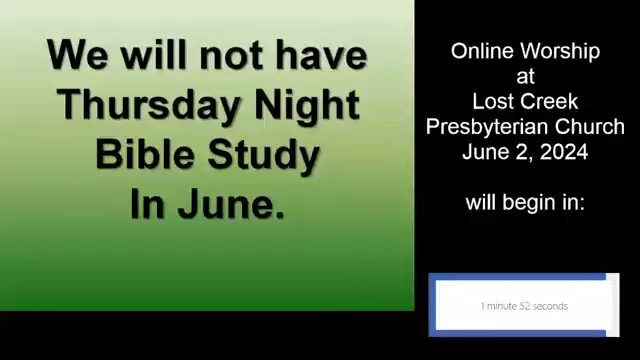 We will not have
Thursday Night
Bible Study
In June.
Online Worship
at
Lost Creek
Presbyterian Church
June 2, 2024
will begin in:
1 minute 52 seconds